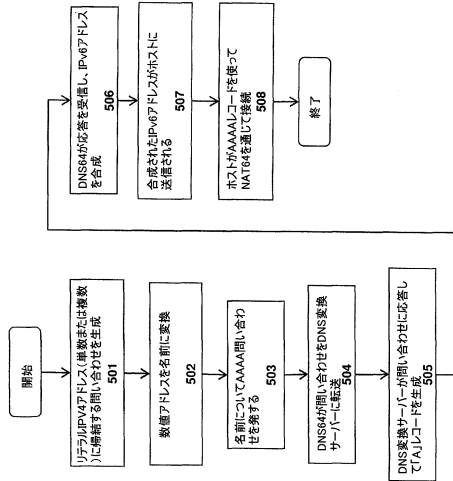 開始
リテラルIPV4アドレス(単数または複数
)に帰結する問い合わせを生成
501
数値アドレスを名前に変換
502
名前についてAAAA問い合わ
せを発する
503
DNS64が問い合わせをDNS変換
サーバーに転送
504
DNS変換サーバーが問い合わせに応答し
て「A」レコードを生成
505
DNS64が応答を受信し、IPv6アドレス
を合成
506
合成されたIPv6アドレスがホストに
送信される
507
ホストがAAAAレコードを使って
NAT64を通じて接続
508
終了